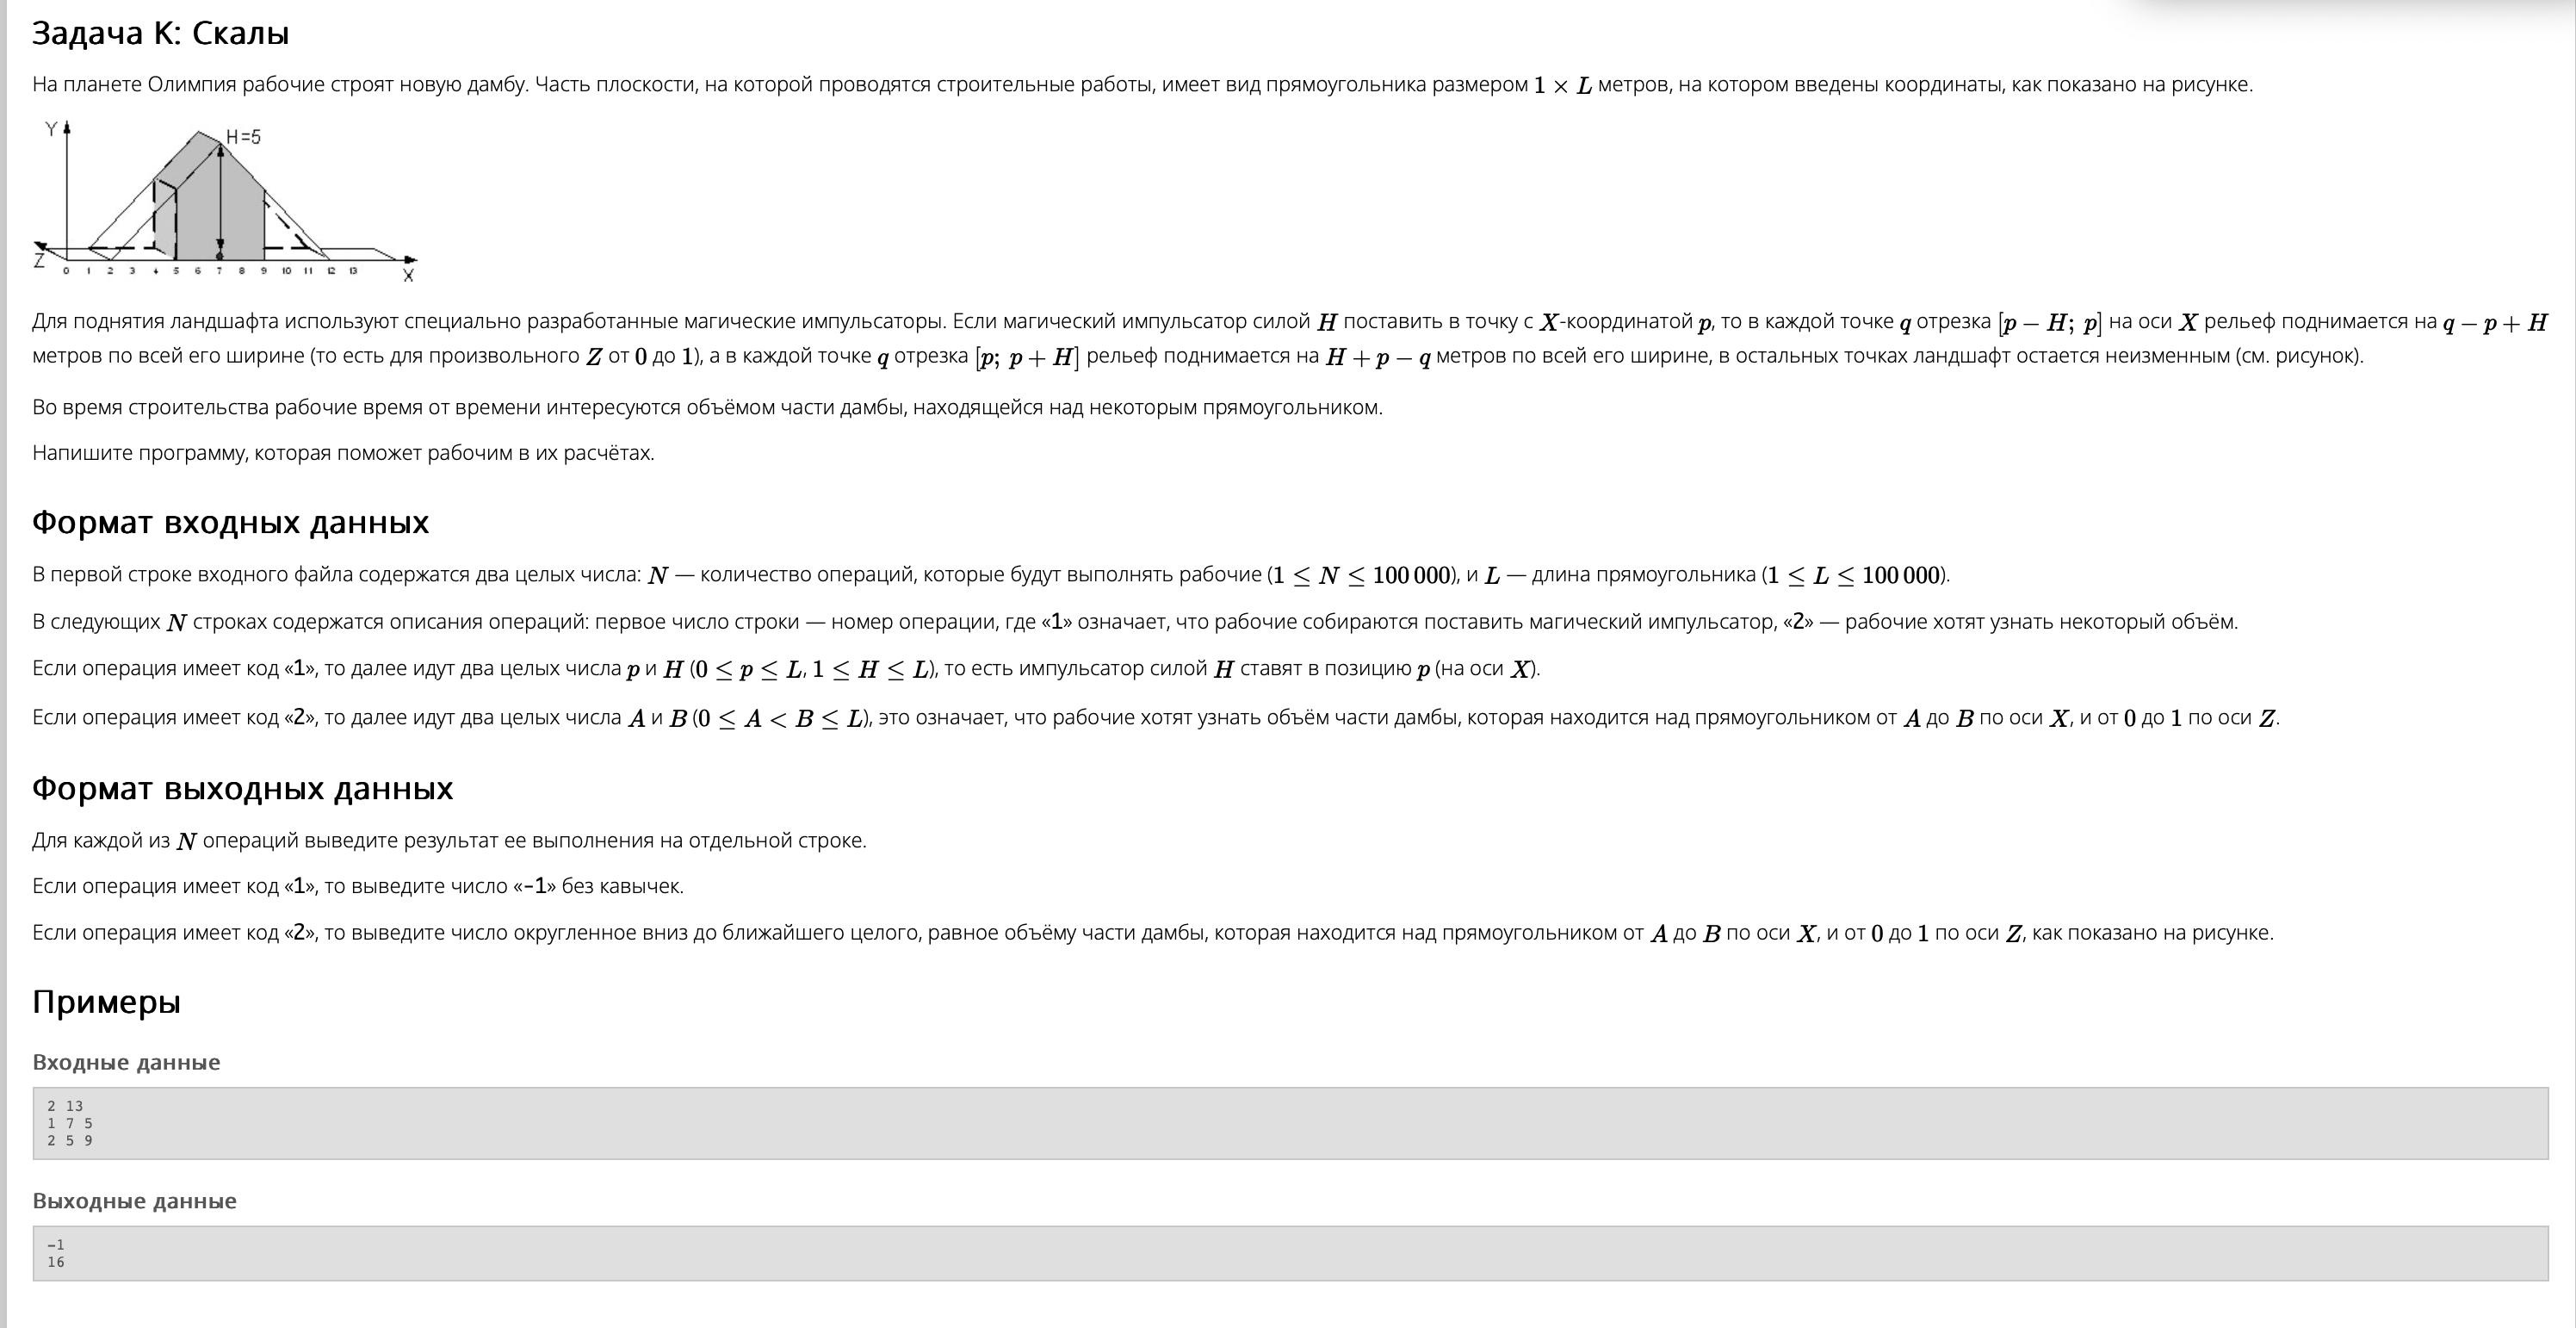 Задача K: Скалы
На планете Олимпия рабочие строят новую дамбу. Часть плоскости, на которой проводятся строительные работы, имеет вид прямоугольника размером 1 × L метров, на котором введены координаты, как показано на рисунке.
Y
H=5
Z
0 1 2 3 4 5 6 7 8 9 10 11 12 13
X
Для поднятия ландшафта используют специально разработанные магические импульсаторы. Если магический импульсатор силой H поставить в точку с X-координатой p, то в каждой точке q отрезка [p − H; p] на оси X рельеф поднимается на q − p + H
метров по всей его ширине (то есть для произвольного Z от 0 до 1), а в каждой точке q отрезка [p; p + H] рельеф поднимается на H + p − q метров по всей его ширине, в остальных точках ландшафт остается неизменным (см. рисунок).
Во время строительства рабочие время от времени интересуются объёмом части дамбы, находящейся над некоторым прямоугольником.
Напишите программу, которая поможет рабочим в их расчётах.
Формат входных данных
В первой строке входного файла содержатся два целых числа: N — количество операций, которые будут выполнять рабочие (1 ≤ N ≤ 100 000), и L — длина прямоугольника (1 ≤ L ≤ 100 000).
В следующих N строках содержатся описания операций: первое число строки — номер операции, где «1» означает, что рабочие собираются поставить магический импульсатор, «2» — рабочие хотят узнать некоторый объём.
Если операция имеет код «1», то далее идут два целых числа p и H (0 ≤ p ≤ L, 1 ≤ H ≤ L), то есть импульсатор силой H ставят в позицию p (на оси X).
Если операция имеет код «2», то далее идут два целых числа A и B (0 ≤ A < B ≤ L), это означает, что рабочие хотят узнать объём части дамбы, которая находится над прямоугольником от A до B по оси X, и от 0 до 1 по оси Z.
Формат выходных данных
Для каждой из N операций выведите результат ее выполнения на отдельной строке.
Если операция имеет код «1», то выведите число «-1» без кавычек.
Если операция имеет код «2», то выведите число округленное вниз до ближайшего целого, равное объёму части дамбы, которая находится над прямоугольником от A до B по оси X, и от 0 до 1 по оси Z, как показано на рисунке.
Примеры
Входные данные
2 13
1 7 5
2 5 9
Выходные данные
-1
16